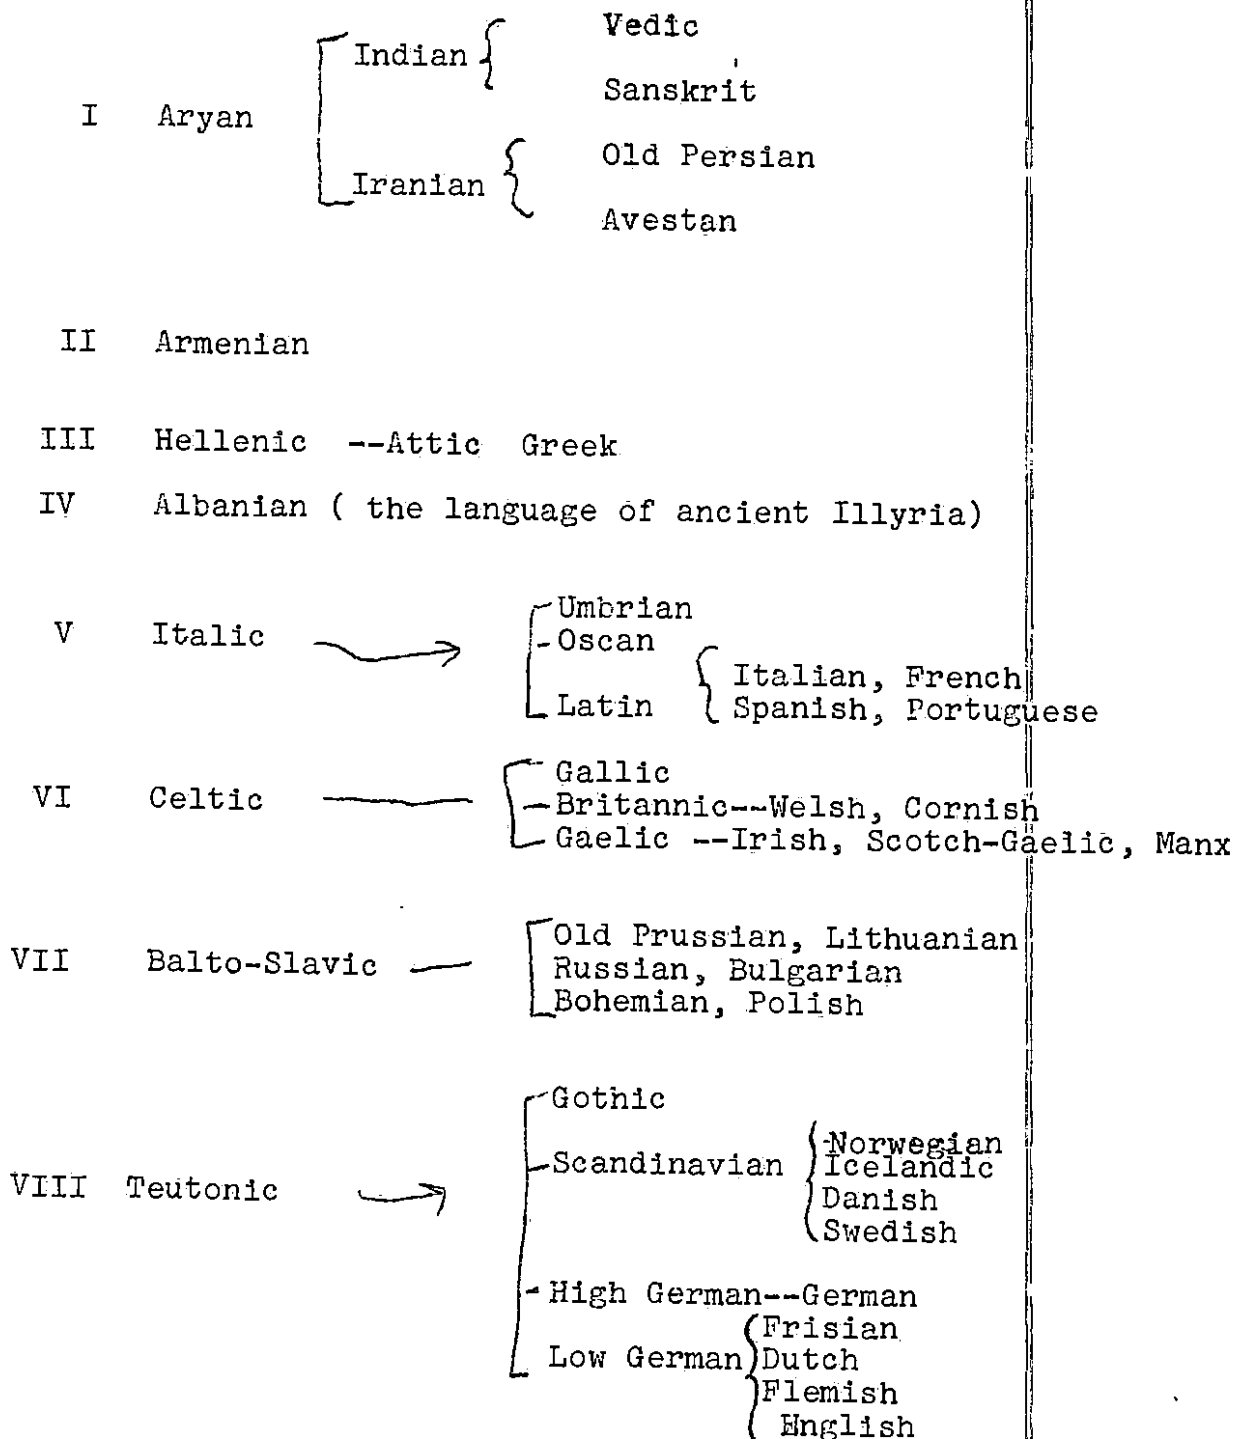 Vedic
Indian
Sanskrit
I Aryan
Old Persian
Iranian
Avestan
II Armenian
III Hellenic --Attic Greek
IV Albanian ( the language of ancient Illyria)
Umbrian
V Italic
Oscan
Italian, French
Latin
Spanish, Portuguese
Gallic
VI Celtic
Britannic--Welsh, Cornish
Gaelic --Irish, Scotch-Gaelic, Manx
Old Prussian, Lithuanian
VII Balto-Slavic
Russian, Bulgarian
Bohemian, Polish
Gothic
Norwegian
Scandinavian
Icelandic
VIII Teutonic
Danish
Swedish
High German--German
Frisian
Low German
Dutch
Flemish
Hnglish